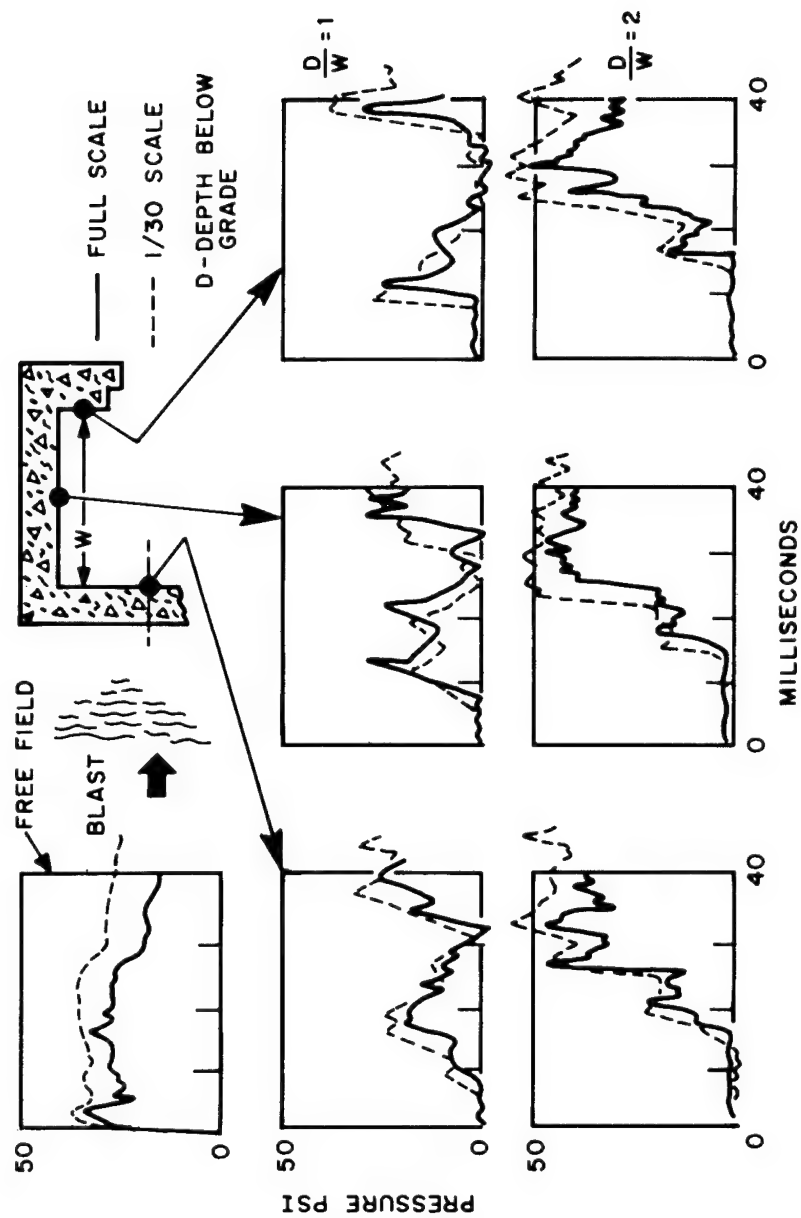 FREE FIELD
BLAST
W
FULL SCALE
1/30 SCALE
D-DEPTH BELOW
GRADE
50
0
PRESSURE PSI
50
0
D/W = 1
50
0
40
0
40
0
40
D/W = 2
MILLISECONDS